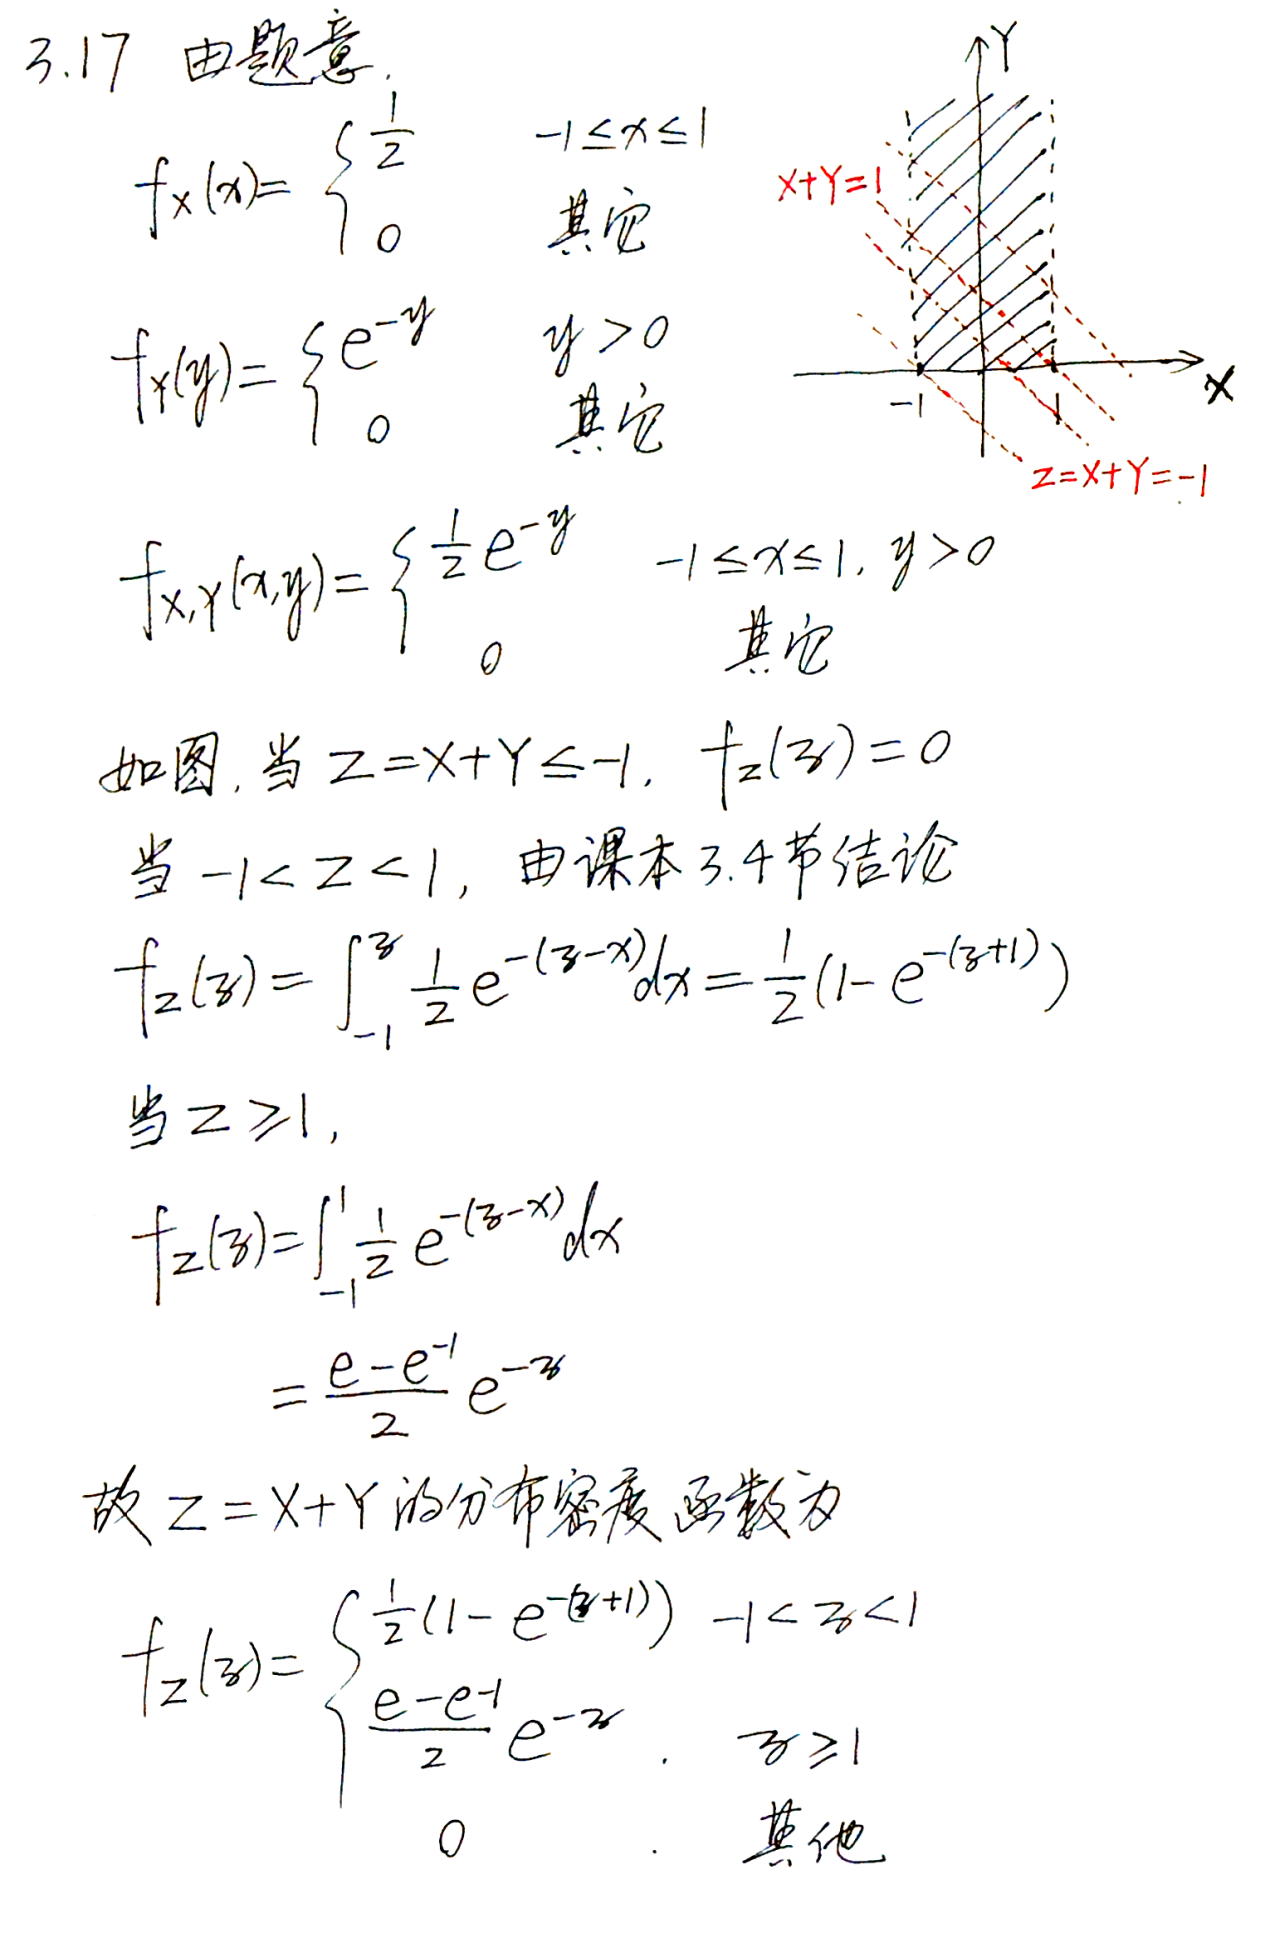 3.17 由题意,
f_X(x) = { 1/2 -1≤x≤1
0 其它
f_Y(y) = { e^{-y} y>0
0 其它
Y
X+Y=1
-1
1
X
Z=X+Y=-1
f_{X,Y}(x,y) = { 1/2 e^{-y} -1≤x≤1, y>0
0 其它
如图, 当 Z=X+Y≤-1, f_Z(z)=0
当 -1<Z<1, 由课本3.4节结论
f_Z(z) = ∫_{-1}^{z} 1/2 e^{-(z-x)} dx = 1/2 (1-e^{-(z+1)})
当 Z≥1,
f_Z(z) = ∫_{-1}^{1} 1/2 e^{-(z-x)} dx
= (e-e^{-1})/2 e^{-z}
故 Z=X+Y 的分布密度函数为
f_Z(z) = { 1/2 (1-e^{-(z+1)}) -1<z<1
(e-e^{-1})/2 e^{-z}. z≥1
0 . 其他